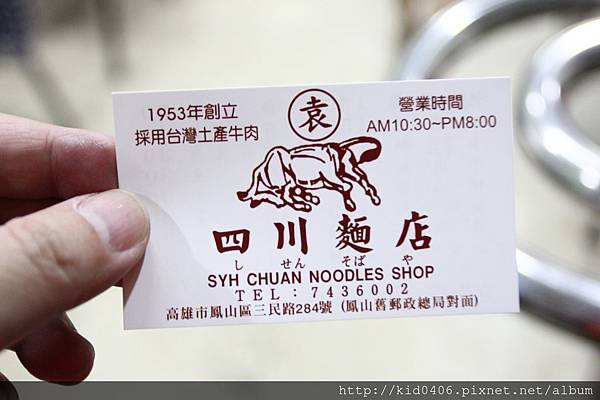 1953年創立
採用台灣土產牛肉
袁
營業時間
AM10:30~PM8:00
四川麵店
し せん そば や
SYH CHUAN NOODLES SHOP
TEL：7436002
高雄市鳳山區三民路284號（鳳山舊郵政總局對面）
http://kid0406.pixnet.net/album